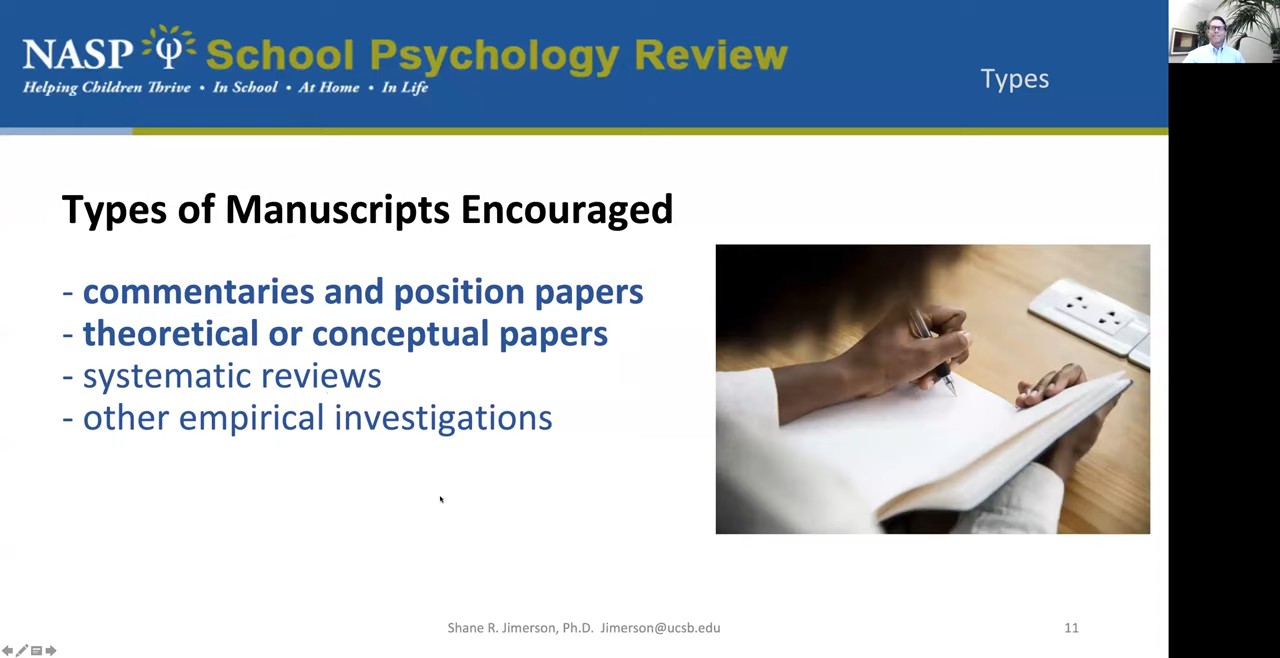 NASP School Psychology Review
Helping Children Thrive • In School • At Home • In Life
Types
Types of Manuscripts Encouraged
- commentaries and position papers
- theoretical or conceptual papers
- systematic reviews
- other empirical investigations
Shane R. Jimerson, Ph.D. Jimerson@ucsb.edu
11